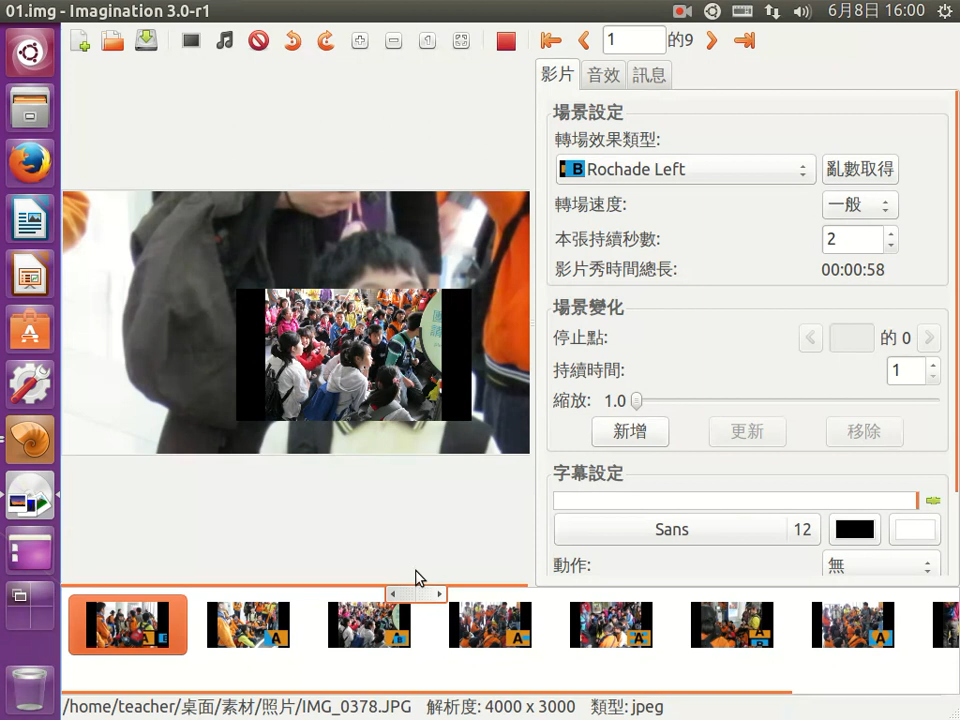 01.img - Imagination 3.0-r1
6月8日 16:00
1 的9
影片 音效 訊息
場景設定
轉場效果類型:
B Rochade Left 亂數取得
轉場速度: 一般
本張持續秒數: 2
影片秀時間總長: 00:00:58
場景變化
停止點: 的 0
持續時間: 1
縮放: 1.0
新增 更新 移除
字幕設定
Sans 12
動作: 無
/home/teacher/桌面/素材/照片/IMG_0378.JPG 解析度: 4000 x 3000 類型: jpeg